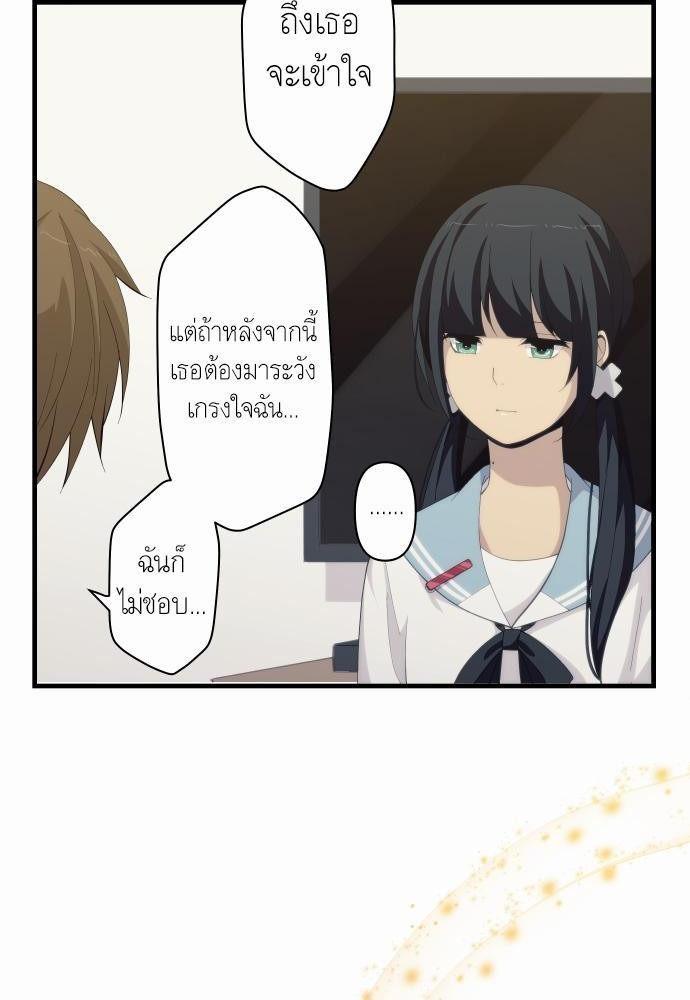 ถึงเธอ
จะเข้าใจ
แต่ถ้าหลังจากนี้
เธอต้องมาระวัง
เกรงใจฉัน...
ฉันก็
ไม่ชอบ...
......